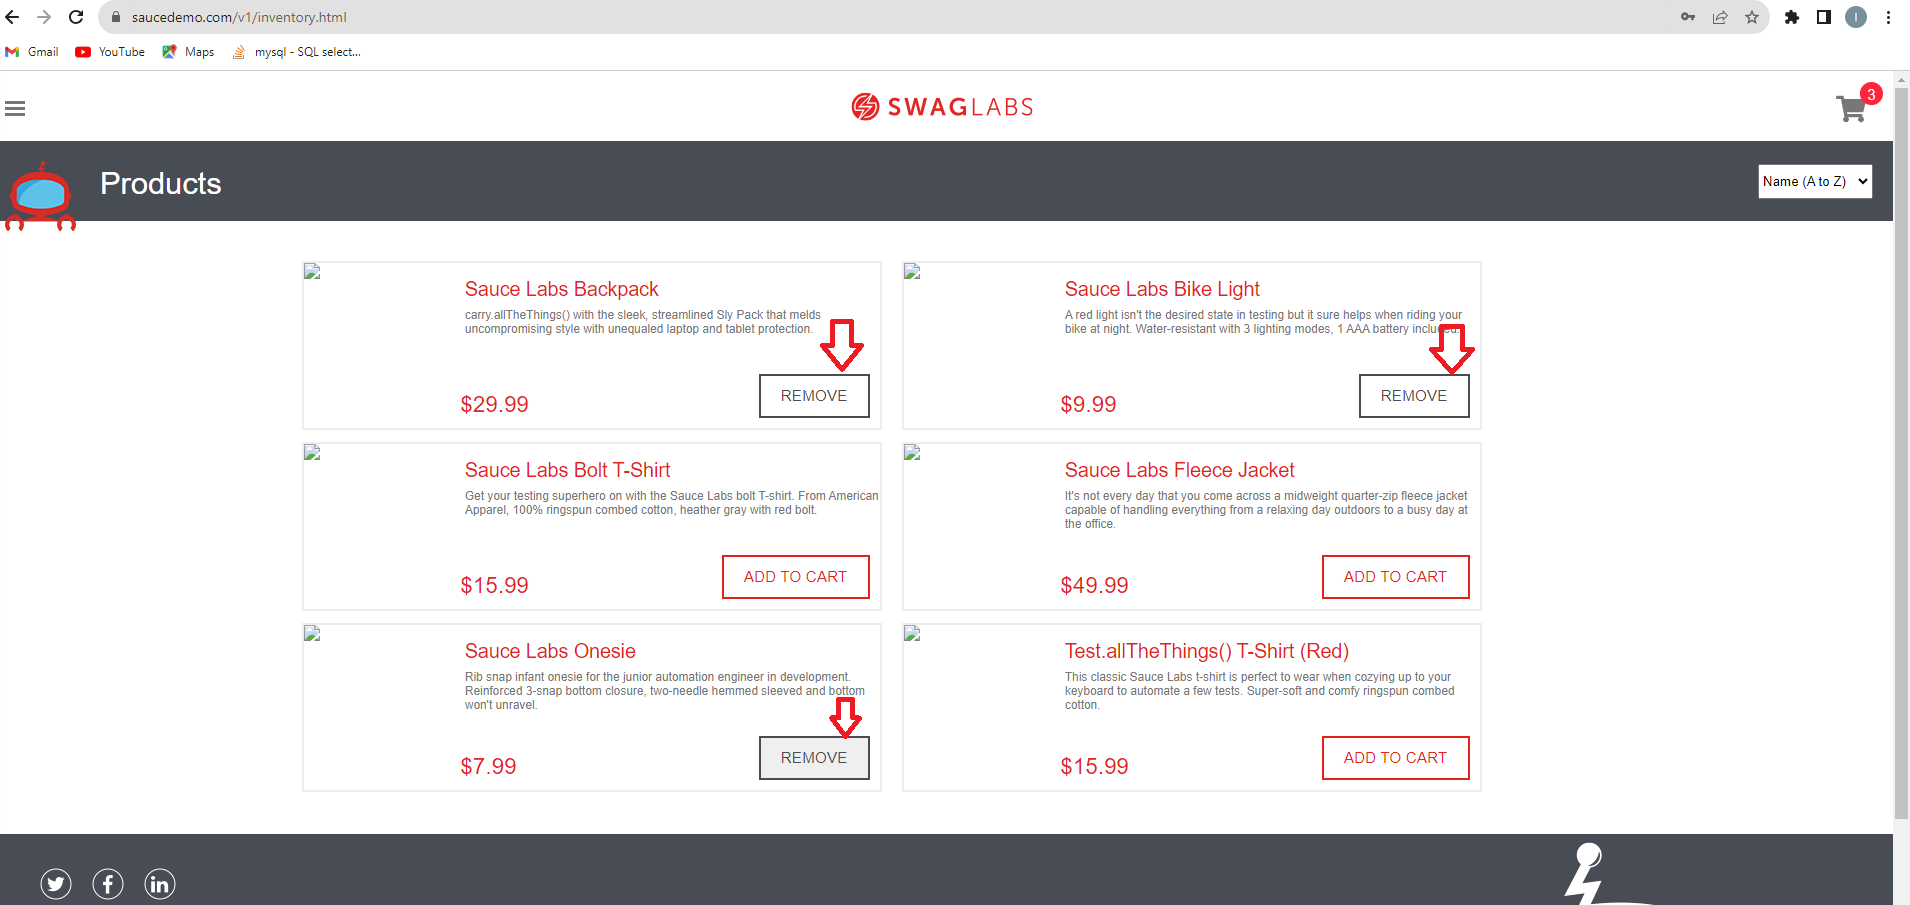 saucedemo.com/v1/inventory.html
I
Gmail
YouTube
Maps
mysql - SQL select...
SWAGLABS
3
Products
Name (A to Z)
Sauce Labs Backpack
carry.allTheThings() with the sleek, streamlined Sly Pack that melds
uncompromising style with unequaled laptop and tablet protection.
$29.99
REMOVE
Sauce Labs Bike Light
A red light isn't the desired state in testing but it sure helps when riding your
bike at night. Water-resistant with 3 lighting modes, 1 AAA battery included.
$9.99
REMOVE
Sauce Labs Bolt T-Shirt
Get your testing superhero on with the Sauce Labs bolt T-shirt. From American
Apparel, 100% ringspun combed cotton, heather gray with red bolt.
$15.99
ADD TO CART
Sauce Labs Fleece Jacket
It's not every day that you come across a midweight quarter-zip fleece jacket
capable of handling everything from a relaxing day outdoors to a busy day at
the office.
$49.99
ADD TO CART
Sauce Labs Onesie
Rib snap infant onesie for the junior automation engineer in development.
Reinforced 3-snap bottom closure, two-needle hemmed sleeved and bottom
won't unravel.
$7.99
REMOVE
Test.allTheThings() T-Shirt (Red)
This classic Sauce Labs t-shirt is perfect to wear when cozying up to your
keyboard to automate a few tests. Super-soft and comfy ringspun combed
cotton.
$15.99
ADD TO CART